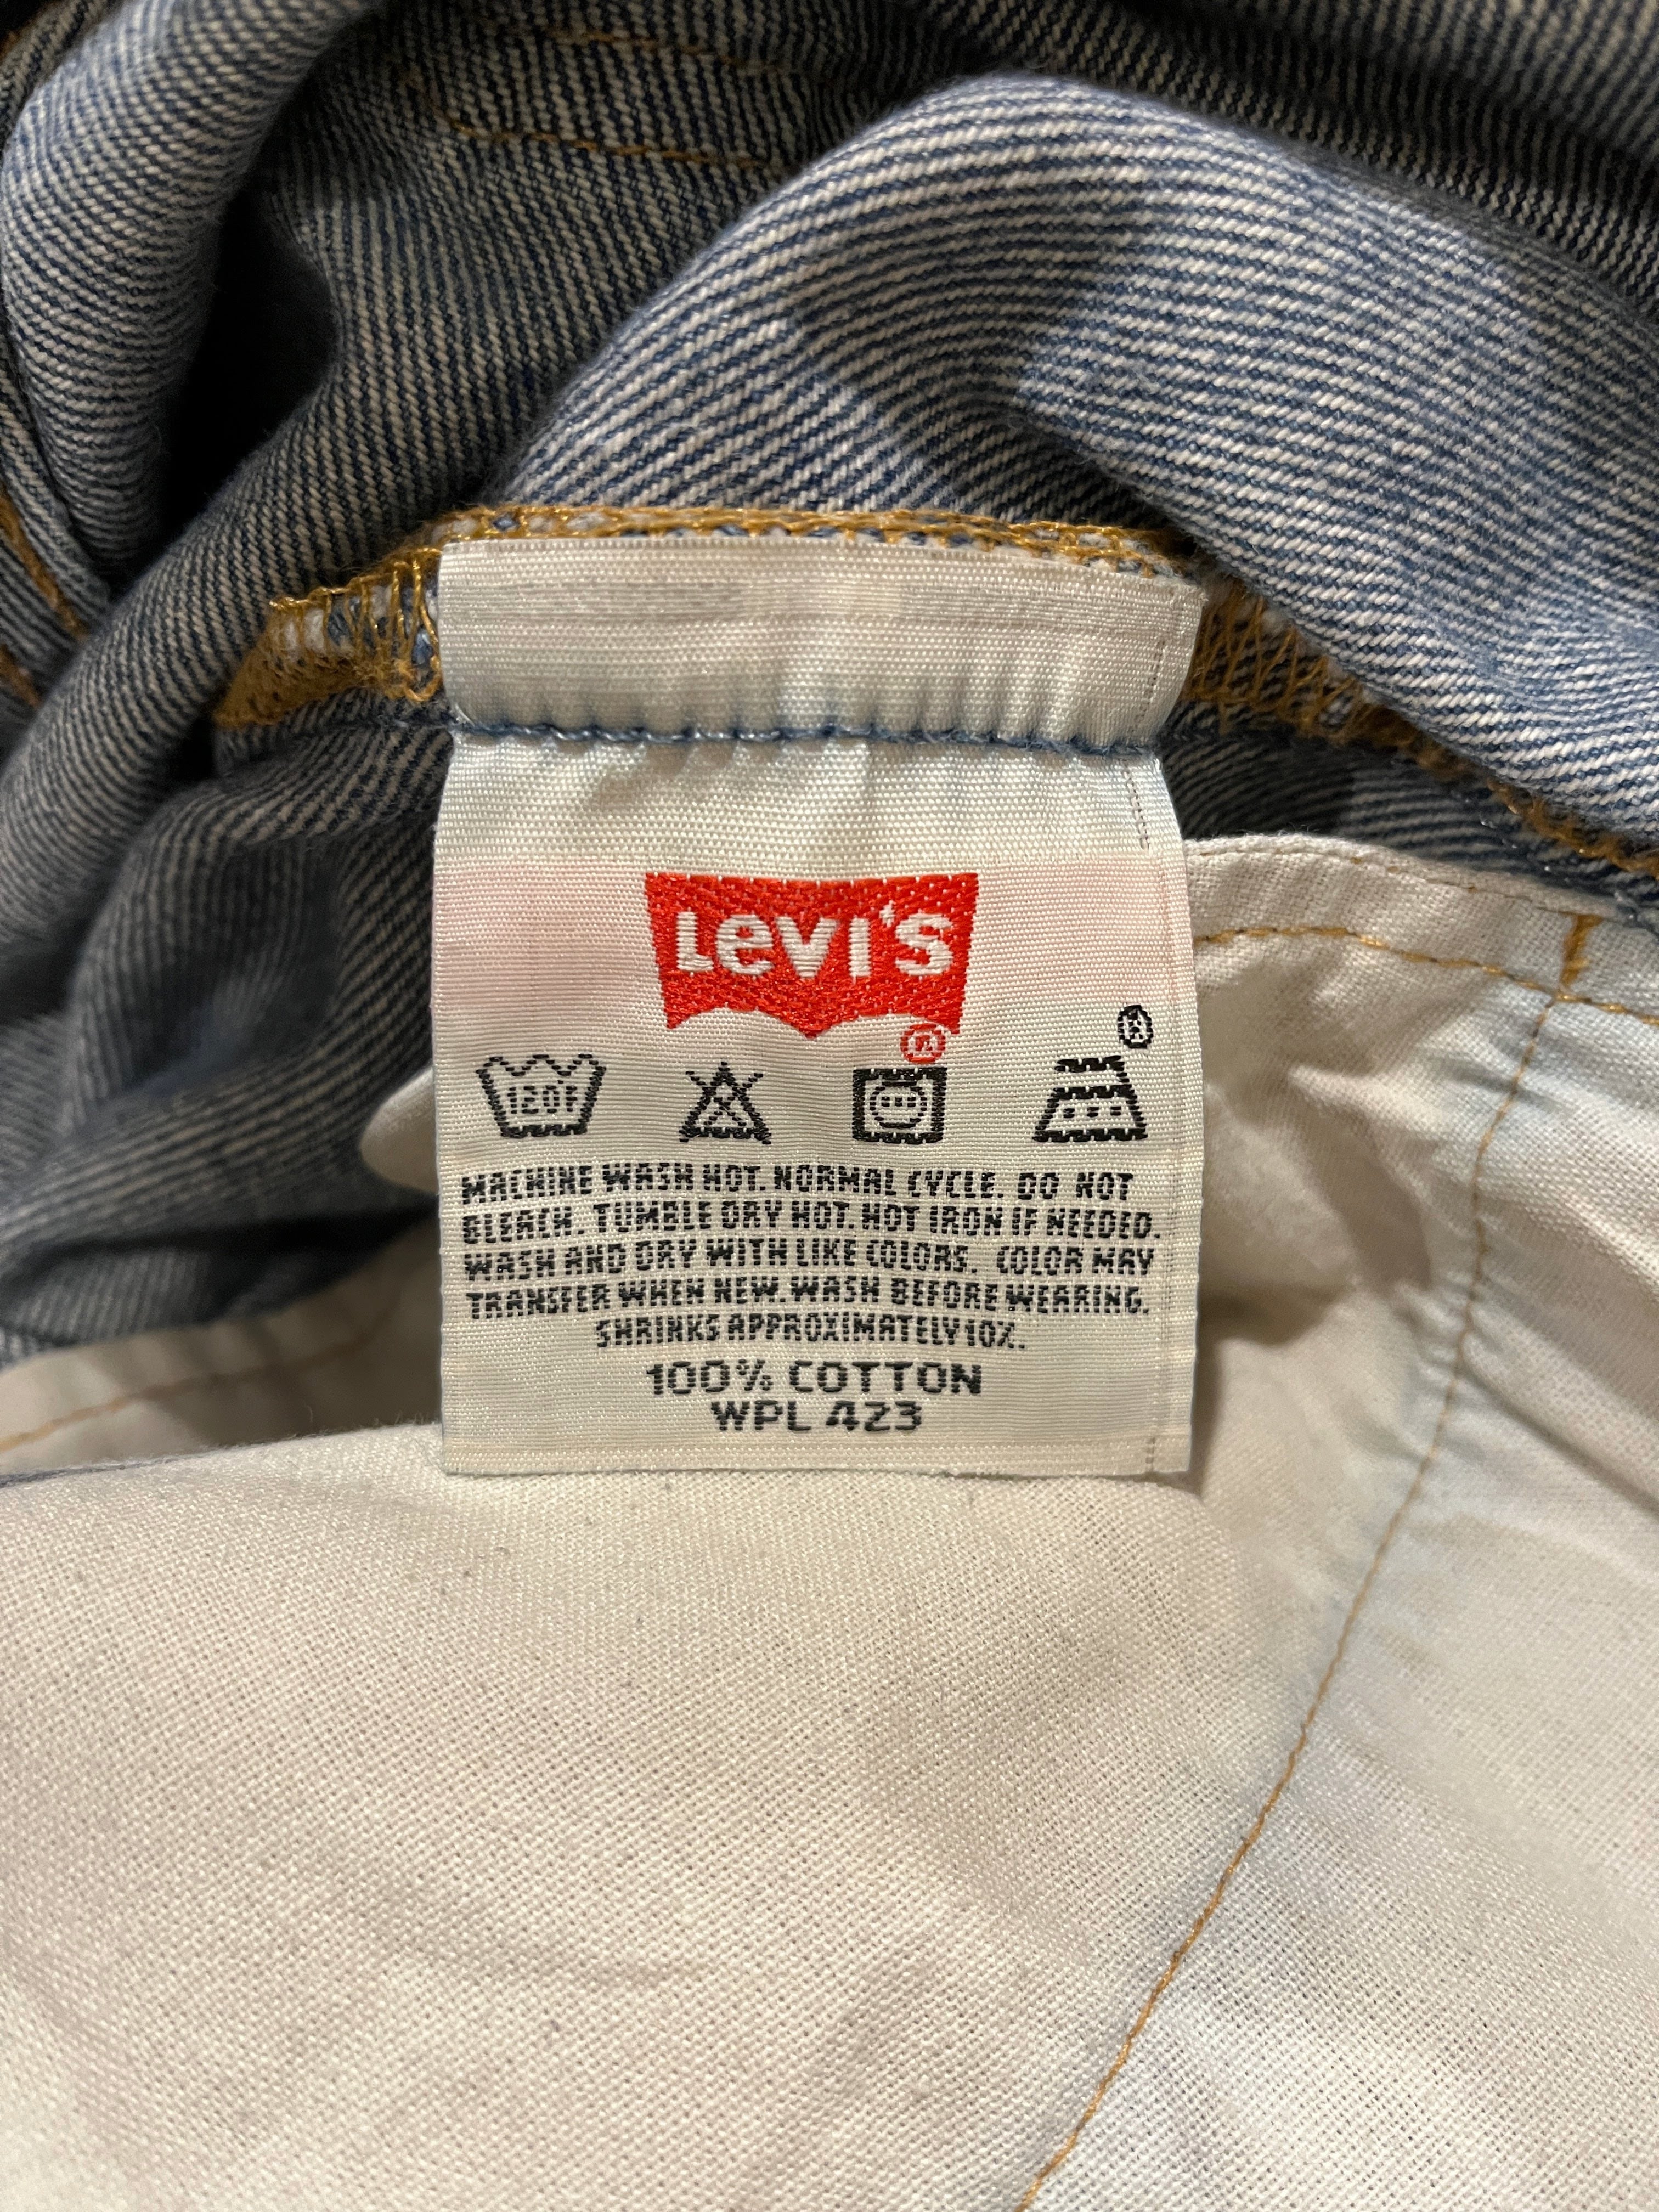 Levi's
®
®
120F
MACHINE WASH HOT. NORMAL CYCLE. DO NOT
BLEACH. TUMBLE DRY HOT. HOT IRON IF NEEDED.
WASH AND DRY WITH LIKE COLORS. COLOR MAY
TRANSFER WHEN NEW. WASH BEFORE WEARING.
SHRINKS APPROXIMATELY 10%.
100% COTTON
WPL 423